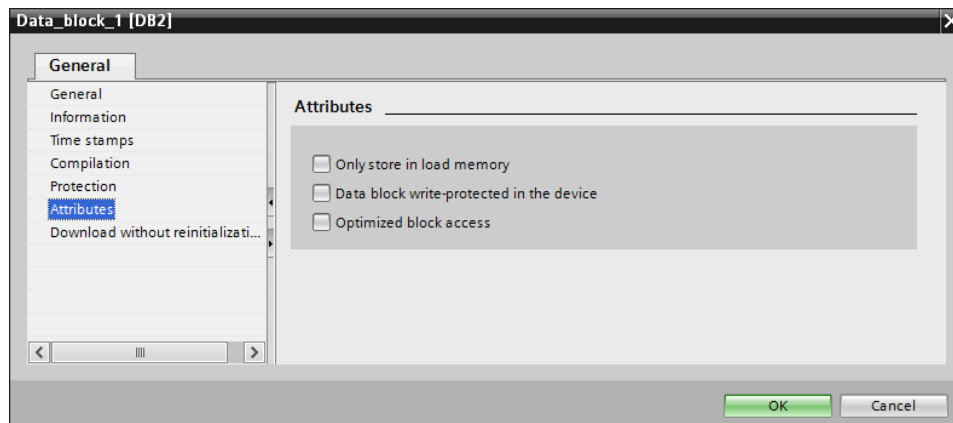 Data_block_1 [DB2]
General
General
Information
Time stamps
Compilation
Protection
Attributes
Download without reinitializati...
Attributes
Only store in load memory
Data block write-protected in the device
Optimized block access
OK
Cancel